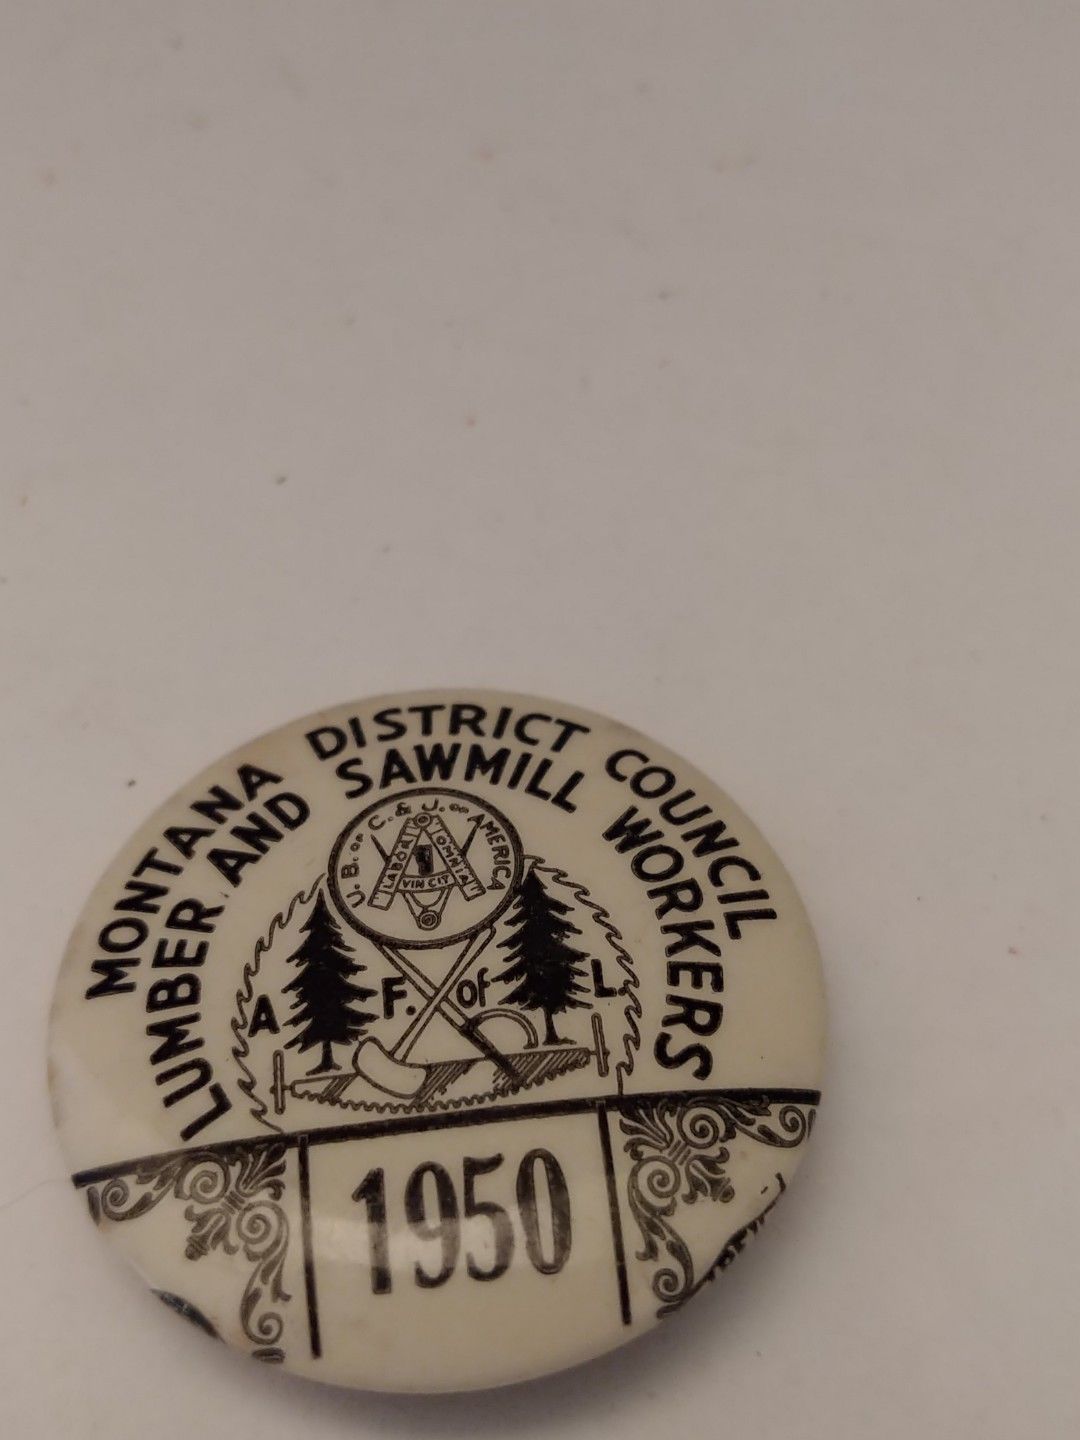 MONTANA DISTRICT COUNCIL
LUMBER AND SAWMILL WORKERS
U.B. OF C. & J. OF AMERICA
LABOR OMNIA
VINCIT
A F. OF L.
1950